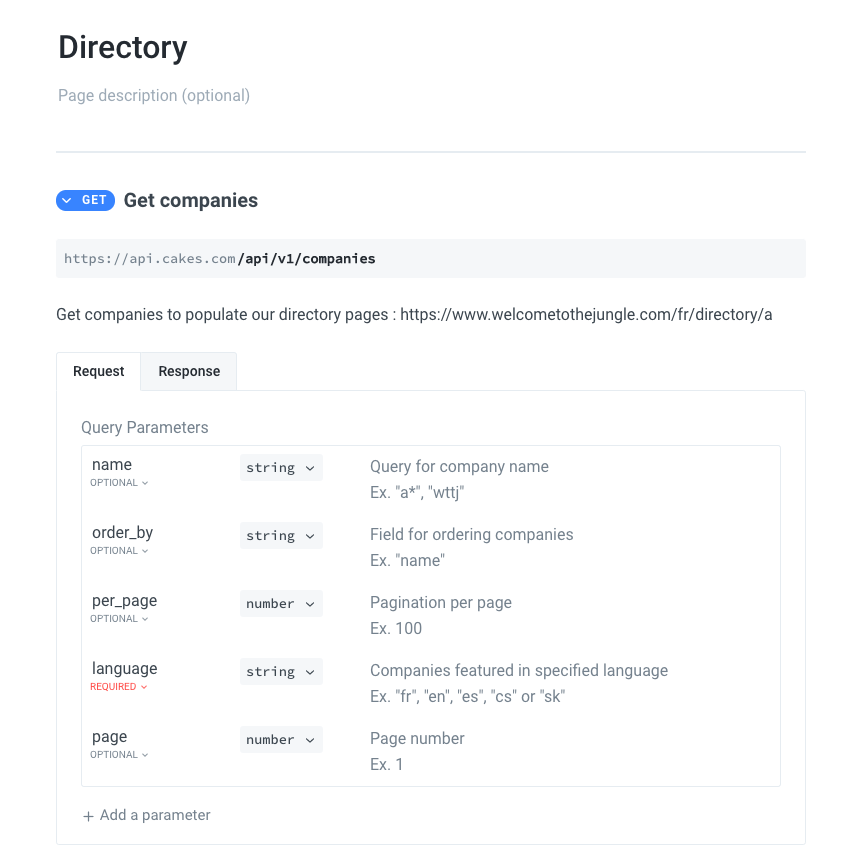 Directory
Page description (optional)
GET Get companies
https://api.cakes.com/api/v1/companies
Get companies to populate our directory pages : https://www.welcometothejungle.com/fr/directory/a
Request Response
Query Parameters
name string Query for company name
OPTIONAL Ex. "a*", "wttj"
order_by string Field for ordering companies
OPTIONAL Ex. "name"
per_page number Pagination per page
OPTIONAL Ex. 100
language string Companies featured in specified language
REQUIRED Ex. "fr", "en", "es", "cs" or "sk"
page number Page number
OPTIONAL Ex. 1
+ Add a parameter